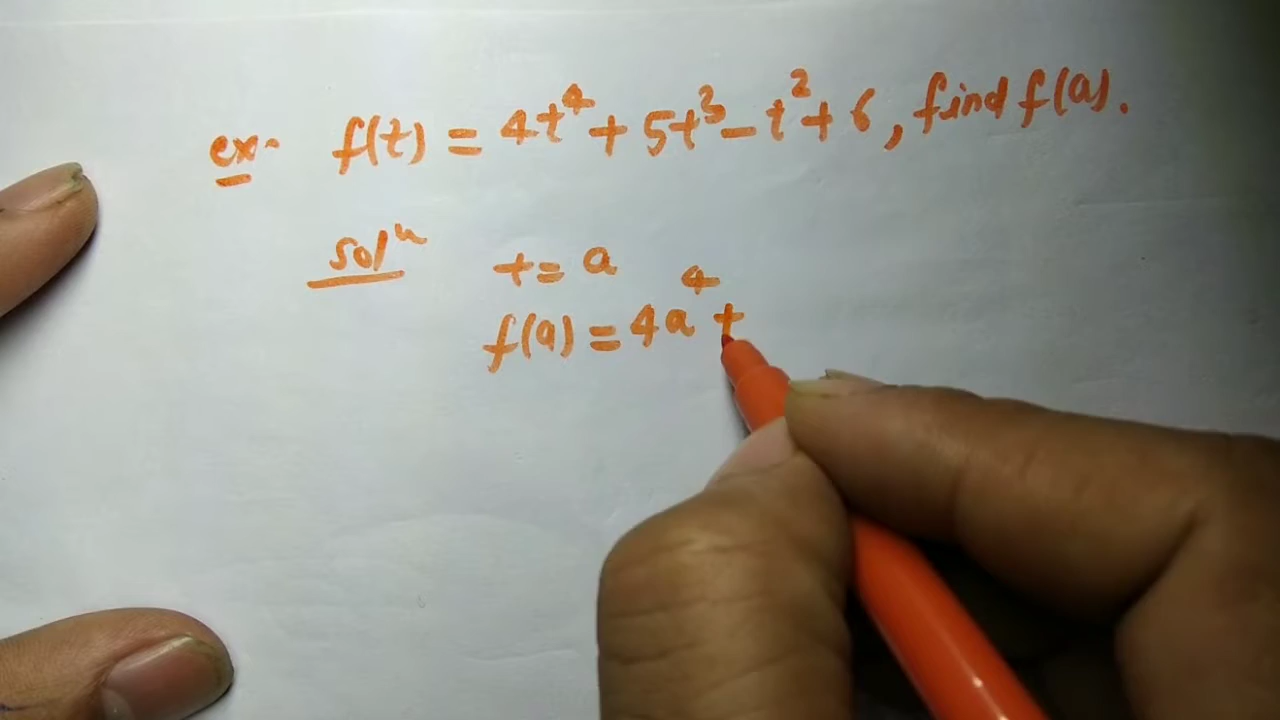 ex- f(t) = 4t⁴ + 5t³ - t² + 6, find f(a).
solⁿ t = a
f(a) = 4a⁴ +